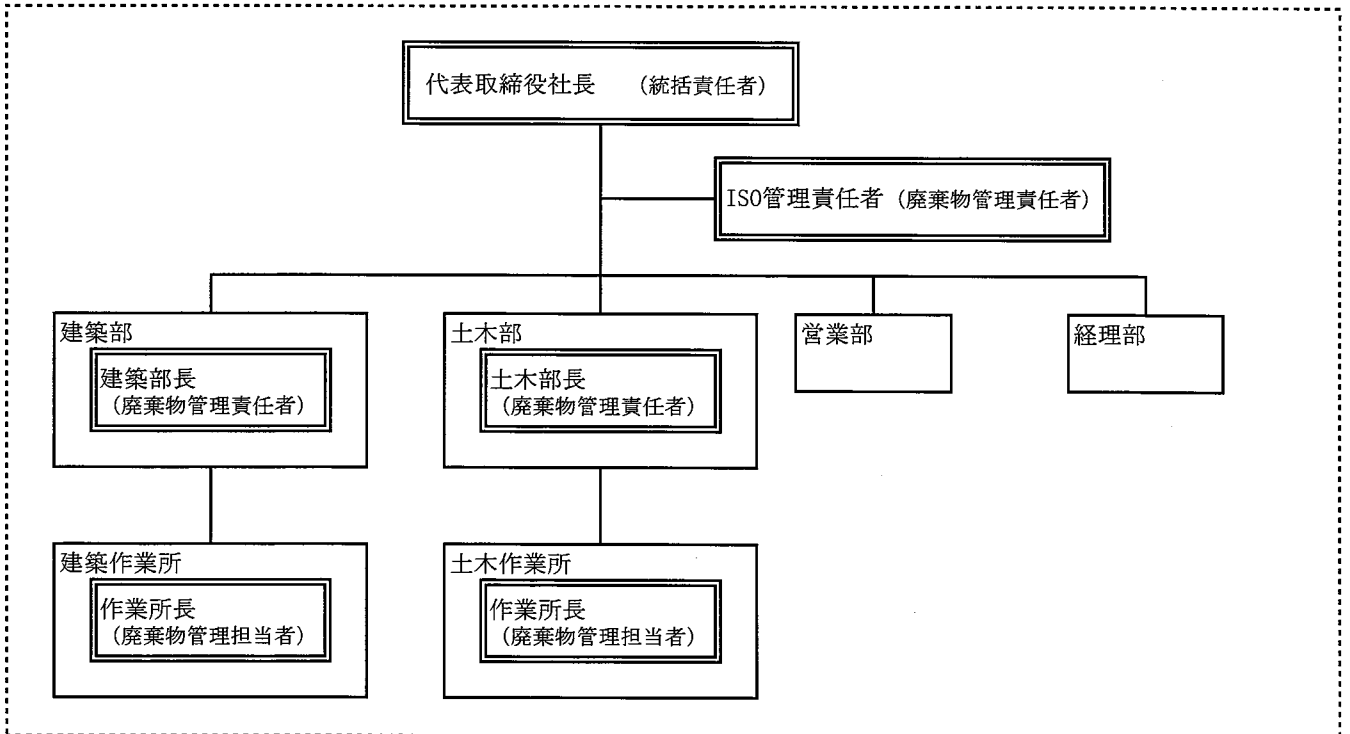 代表取締役社長 （統括責任者）
ISO管理責任者（廃棄物管理責任者）
建築部
建築部長
（廃棄物管理責任者）
土木部
土木部長
（廃棄物管理責任者）
営業部
経理部
建築作業所
作業所長
（廃棄物管理担当者）
土木作業所
作業所長
（廃棄物管理担当者）